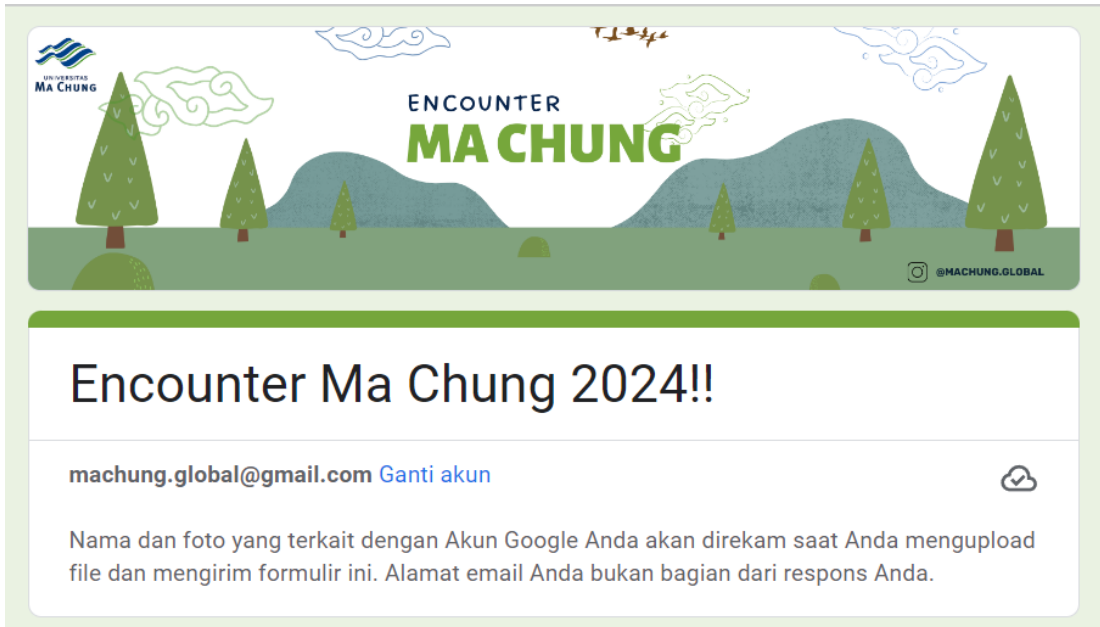 UNIVERSITAS
MA CHUNG
ENCOUNTER
MA CHUNG
@MACHUNG.GLOBAL
Encounter Ma Chung 2024!!
machung.global@gmail.com Ganti akun
Nama dan foto yang terkait dengan Akun Google Anda akan direkam saat Anda mengupload
file dan mengirim formulir ini. Alamat email Anda bukan bagian dari respons Anda.